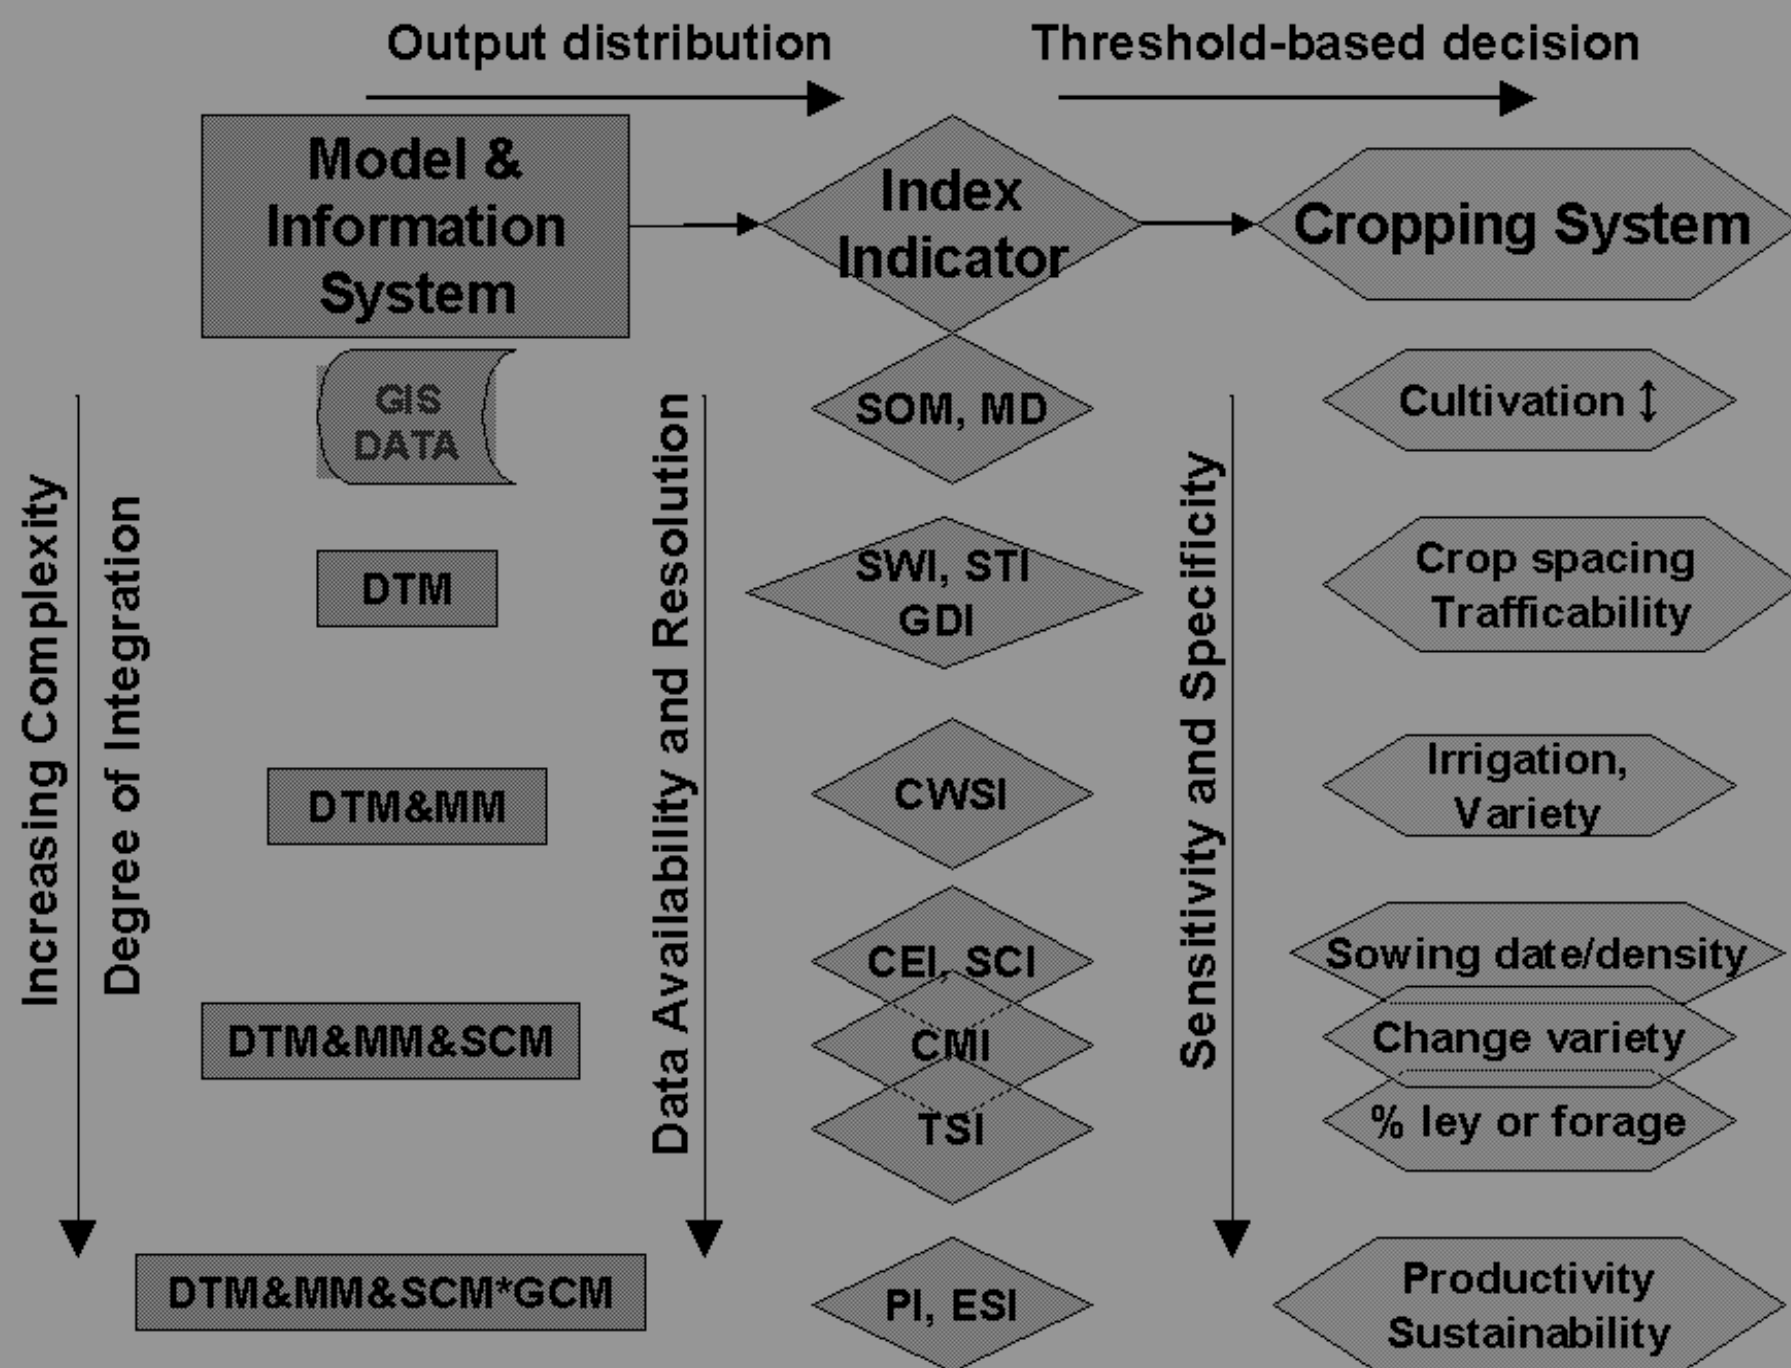 Output distribution
Threshold-based decision
Model &
Information
System
Index
Indicator
Cropping System
GIS
DATA
SOM, MD
Cultivation ↕
DTM
SWI, STI
GDI
Crop spacing
Trafficability
DTM&MM
CWSI
Irrigation,
Variety
DTM&MM&SCM
CEI, SCI
CMI
TSI
Sowing date/density
Change variety
% ley or forage
DTM&MM&SCM*GCM
PI, ESI
Productivity
Sustainability
Increasing Complexity
Degree of Integration
Data Availability and Resolution
Sensitivity and Specificity